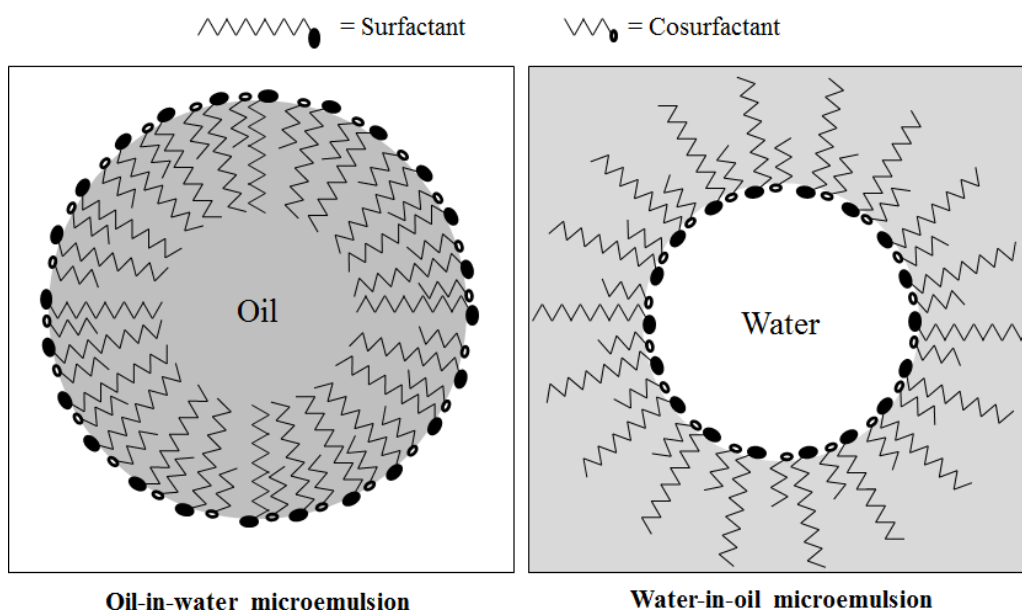 = Surfactant
= Cosurfactant
Oil
Water
Oil-in-water microemulsion
Water-in-oil microemulsion